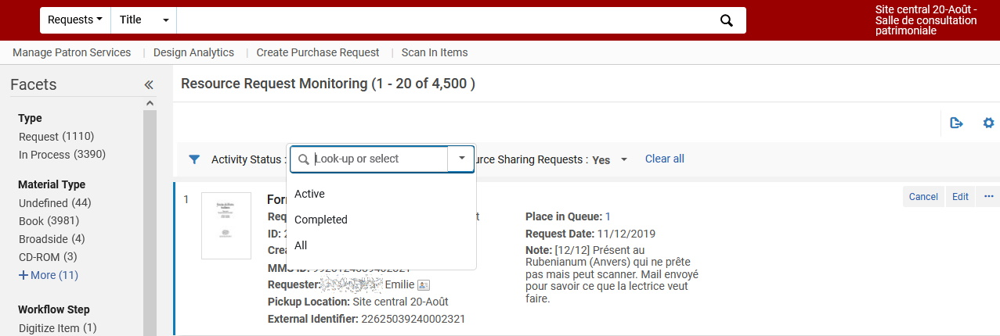 Requests Title
Site central 20-Août -
Salle de consultation
patrimoniale
Manage Patron Services | Design Analytics | Create Purchase Request | Scan In Items
Facets
Type
Request (1110)
In Process (3390)
Material Type
Undefined (44)
Book (3981)
Broadside (4)
CD-ROM (3)
More (11)
Workflow Step
Digitize Item (1)
Resource Request Monitoring (1 - 20 of 4,500 )
Activity Status : Look-up or select urce Sharing Requests : Yes Clear all
Active
Completed
All
1
Cancel Edit
ID:
Requester: Emilie
Pickup Location: Site central 20-Août
External Identifier: 22625039240002321
Place in Queue: 1
Request Date: 11/12/2019
Note: [12/12] Présent au
Rubenianum (Anvers) qui ne prête
pas mais peut scanner. Mail envoyé
pour savoir ce que la lectrice veut
faire.